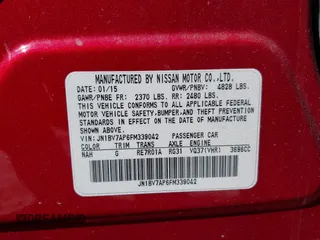 MANUFACTURED BY NISSAN MOTOR CO.,LTD.
DATE: 01/15 GVWR/PNBV: 4828 LBS.
GAWR/PNBE FR: 2370 LBS. RR: 2480 LBS.
THIS VEHICLE CONFORMS TO ALL APPLICABLE FEDERAL
MOTOR VEHICLE SAFETY,BUMPER,AND THEFT PREVENTION
STANDARDS IN EFFECT ON THE DATE OF MANUFACTURE
SHOWN ABOVE.
JN1BV7AP6FM339042 PASSENGER CAR
COLOR TRIM TRANS AXLE ENGINE
NAH G RE7R01A RG31 VQ37(VHR) 3696CC
JN1BV7AP6FM339042